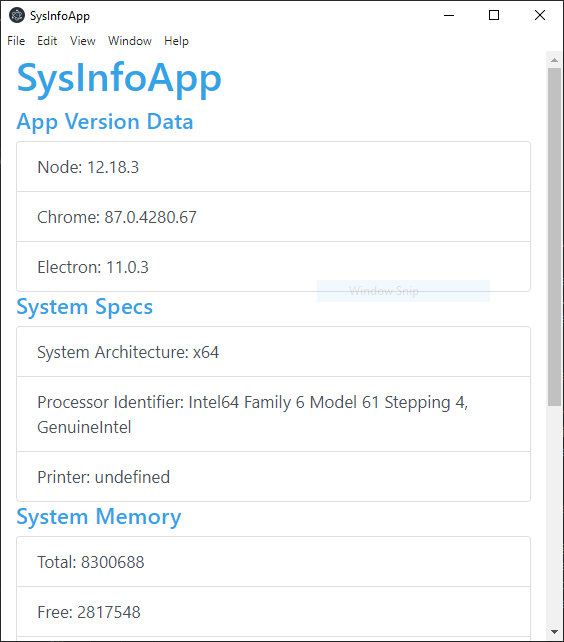 SysInfoApp
File Edit View Window Help
SysInfoApp
App Version Data
Node: 12.18.3
Chrome: 87.0.4280.67
Electron: 11.0.3
Window Snip
System Specs
System Architecture: x64
Processor Identifier: Intel64 Family 6 Model 61 Stepping 4,
GenuineIntel
Printer: undefined
System Memory
Total: 8300688
Free: 2817548